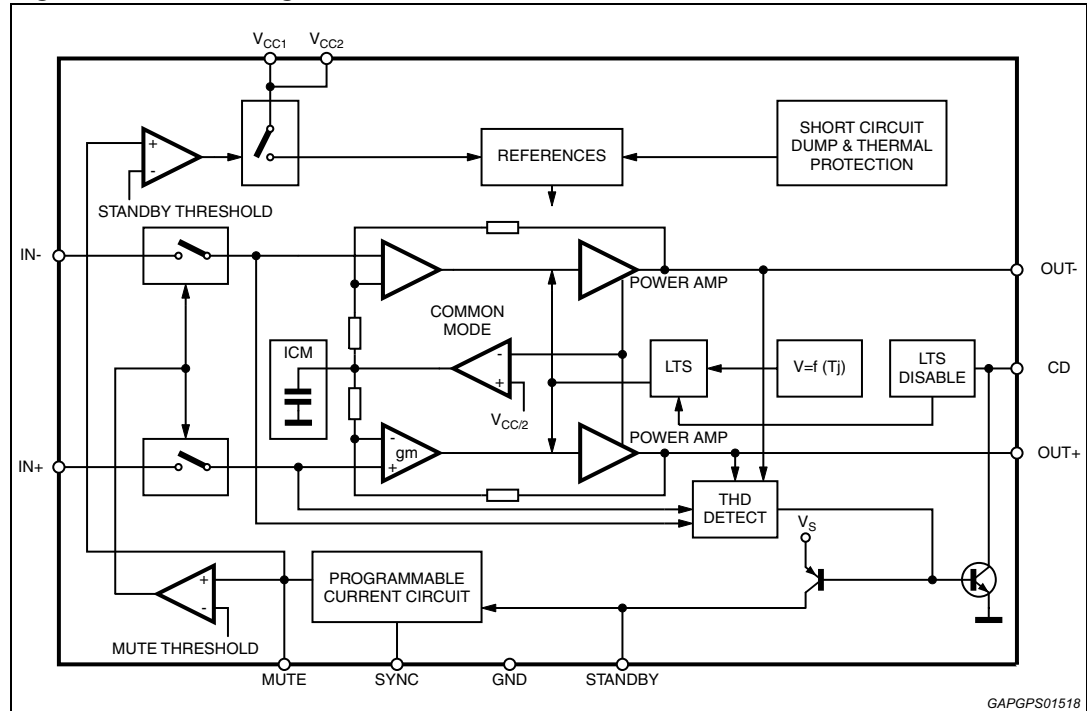 VCC1
VCC2
+
-
STANDBY THRESHOLD
REFERENCES
SHORT CIRCUIT
DUMP & THERMAL
PROTECTION
IN-
POWER AMP
OUT-
COMMON
MODE
ICM
-
+
VCC/2
LTS
V=f (Tj)
LTS
DISABLE
CD
IN+
-
gm
+
POWER AMP
OUT+
THD
DETECT
VS
+
-
MUTE THRESHOLD
PROGRAMMABLE
CURRENT CIRCUIT
MUTE
SYNC
GND
STANDBY
GAPGPS01518